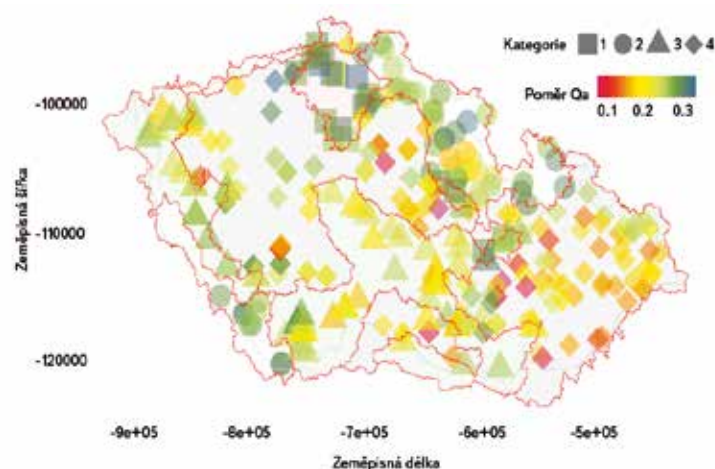 Kategorie 1 2 3 4
Poměr Qa
0.1 0.2 0.3
Zeměpisná šířka
-100000
-110000
-120000
-9e+05 -8e+05 -7e+05 -6e+05 -5e+05
Zeměpisná délka